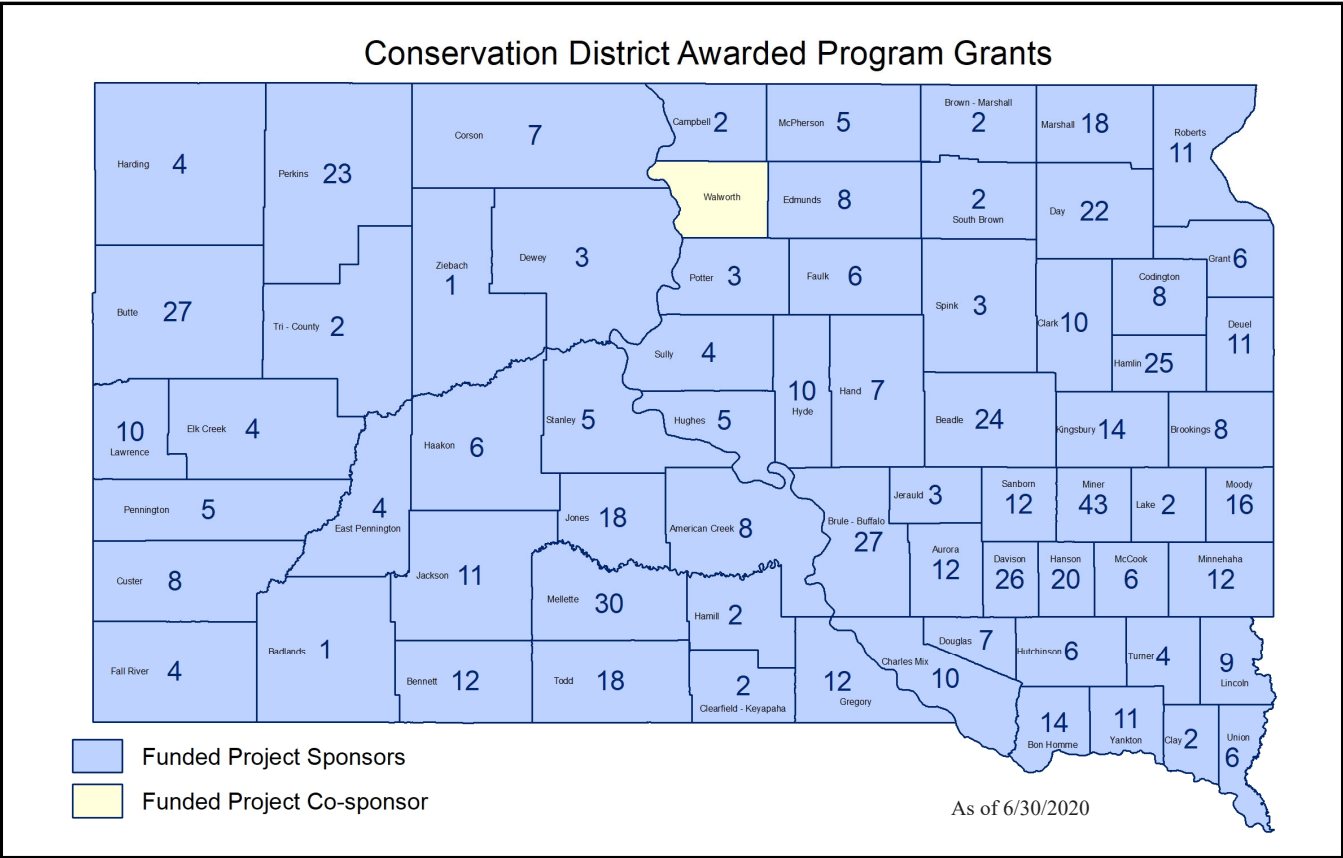 Conservation District Awarded Program Grants
Harding 4
Perkins 23
Corson 7
Campbell 2
McPherson 5
Brown - Marshall
2
Marshall 18
Roberts
11
Walworth
Edmunds 8
2
South Brown
Day 22
Grant 6
Butte 27
Tri - County 2
Ziebach
1
Dewey 3
Potter 3
Faulk 6
Spink 3
Clark 10
Codington
8
Hamlin 25
Deuel
11
10
Lawrence
Elk Creek 4
Haakon 6
Stanley 5
Sully 4
Hughes 5
10
Hyde
Hand 7
Beadle 24
Kingsbury 14
Brookings 8
Pennington 5
4
East Pennington
Jones 18
American Creek 8
Brule - Buffalo
27
Jerauld 3
Sanborn
12
Miner
43
Lake 2
Moody
16
Custer 8
Jackson 11
Mellette 30
Hamill 2
Aurora
12
Davison
26
Hanson
20
McCook
6
Minnehaha
12
Fall River 4
Badlands 1
Bennett 12
Todd 18
2
Clearfield - Keyapaha
12
Gregory
Charles Mix
10
Douglas 7
Hutchinson 6
Turner 4
9
Lincoln
14
Bon Homme
11
Yankton
Clay 2
Union
6
Funded Project Sponsors
Funded Project Co-sponsor
As of 6/30/2020